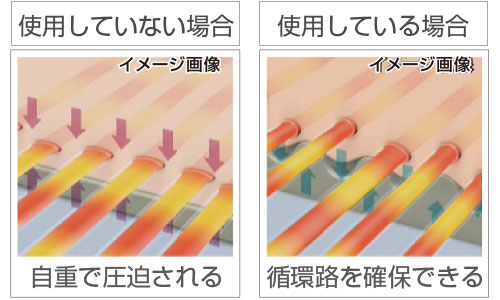 使用していない場合
イメージ画像
自重で圧迫される
使用している場合
イメージ画像
循環路を確保できる